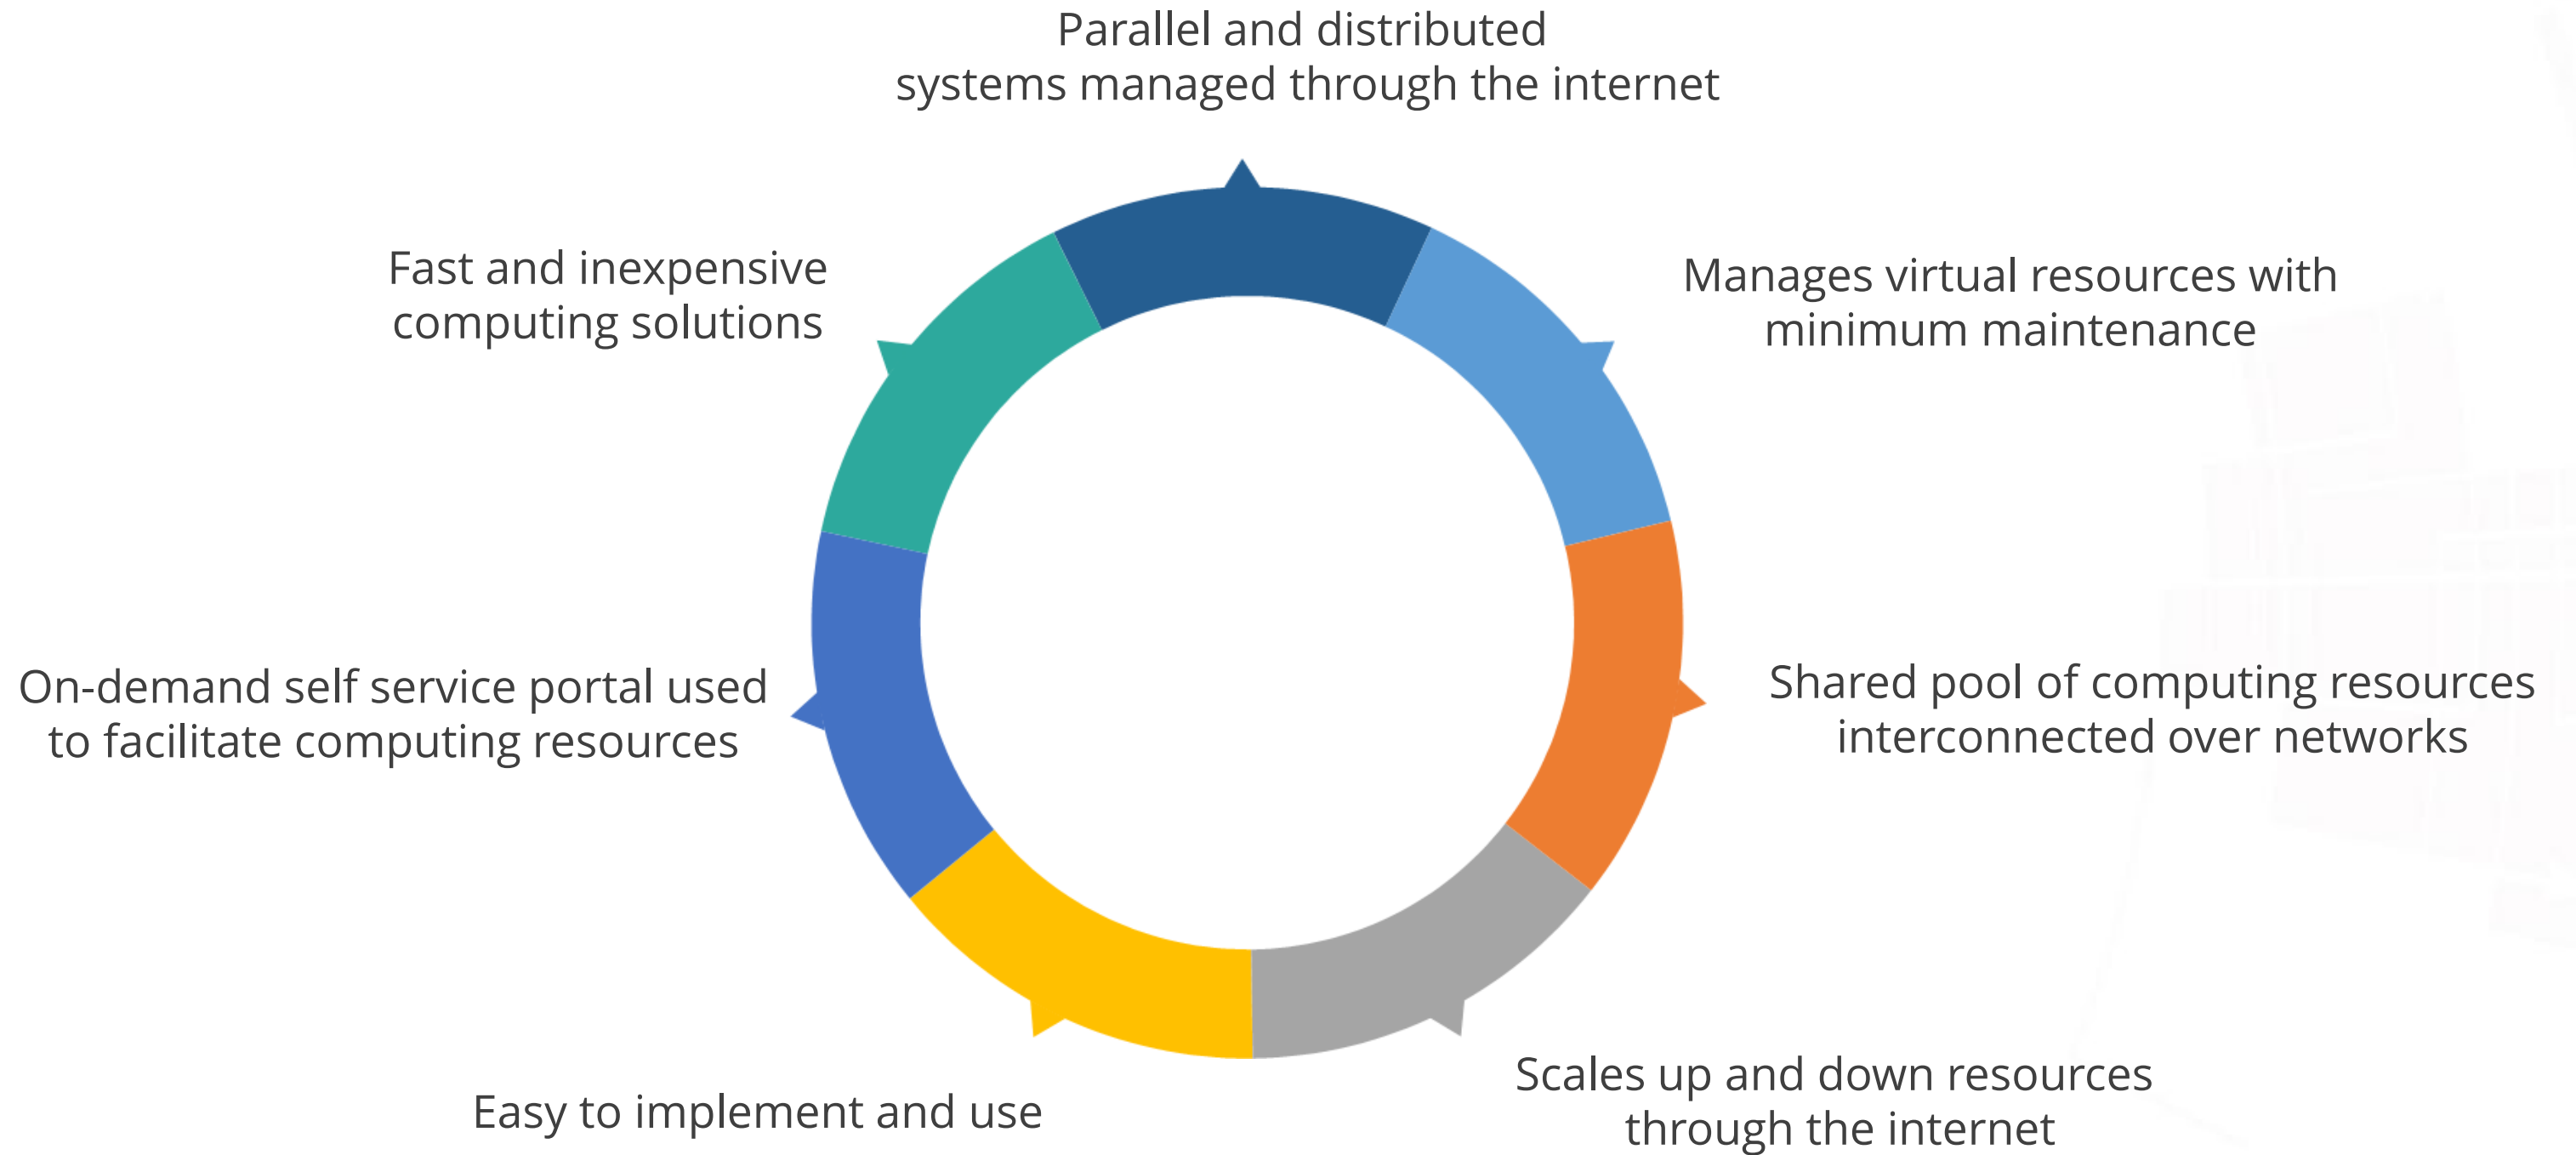 Parallel and distributed
systems managed through the internet
Manages virtual resources with
minimum maintenance
Shared pool of computing resources
interconnected over networks
Scales up and down resources
through the internet
Easy to implement and use
On-demand self service portal used
to facilitate computing resources
Fast and inexpensive
computing solutions